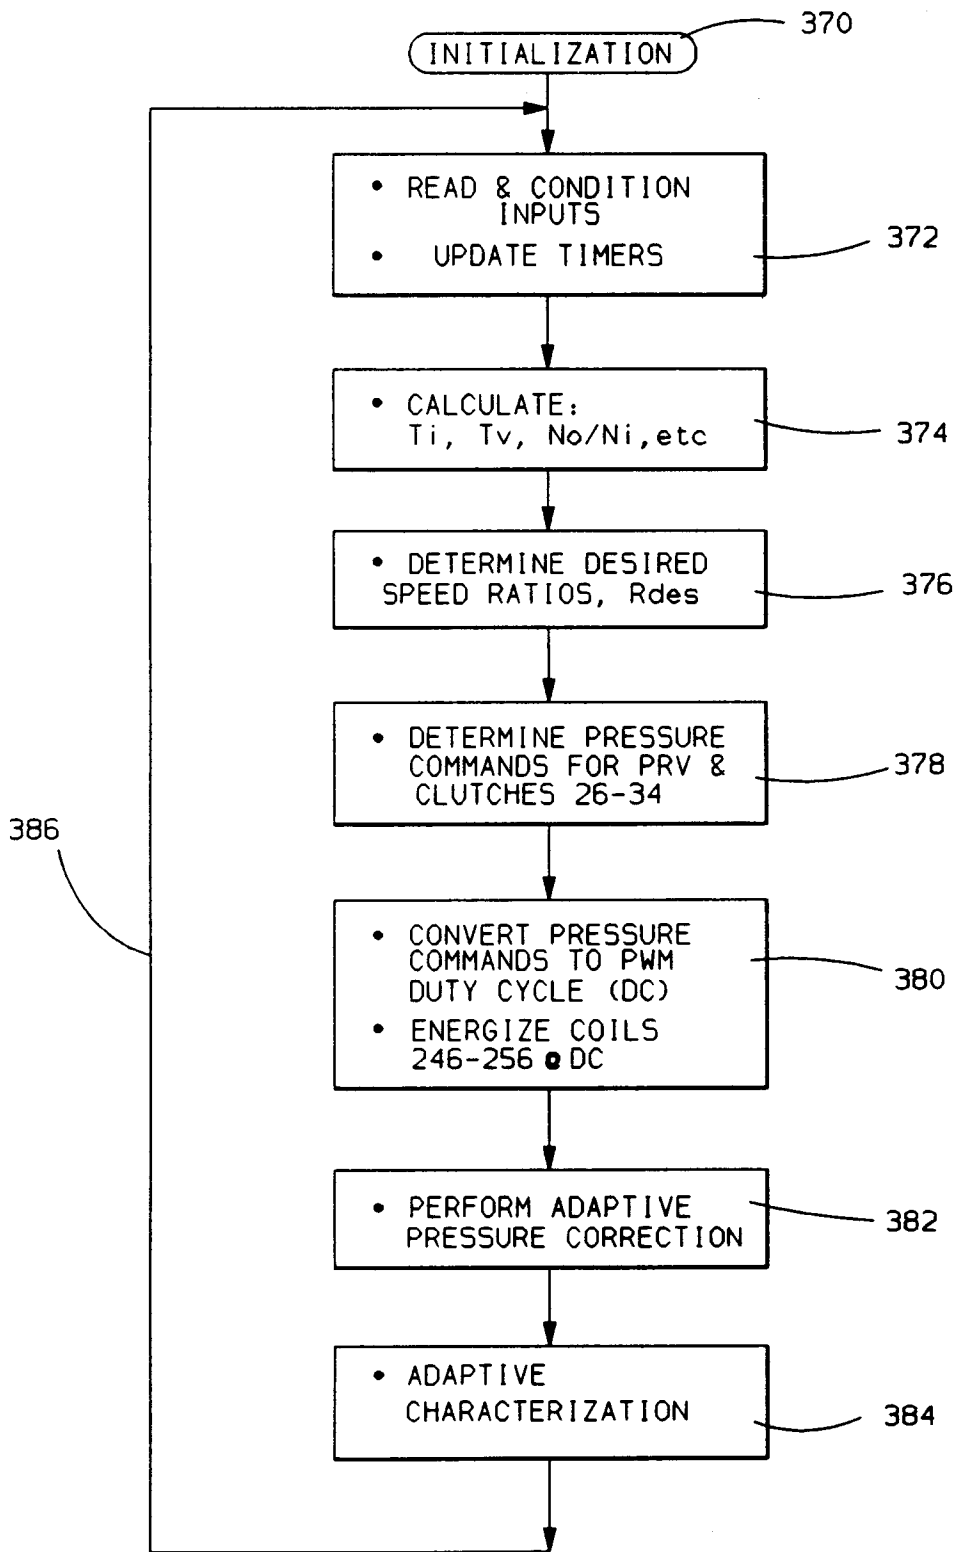 370
INITIALIZATION
• READ & CONDITION
INPUTS
• UPDATE TIMERS
372
• CALCULATE:
Ti, Tv, No/Ni,etc
374
• DETERMINE DESIRED
SPEED RATIOS, Rdes
376
• DETERMINE PRESSURE
COMMANDS FOR PRV &
CLUTCHES 26-34
378
386
• CONVERT PRESSURE
COMMANDS TO PWM
DUTY CYCLE (DC)
• ENERGIZE COILS
246-256 @ DC
380
• PERFORM ADAPTIVE
PRESSURE CORRECTION
382
• ADAPTIVE
CHARACTERIZATION
384